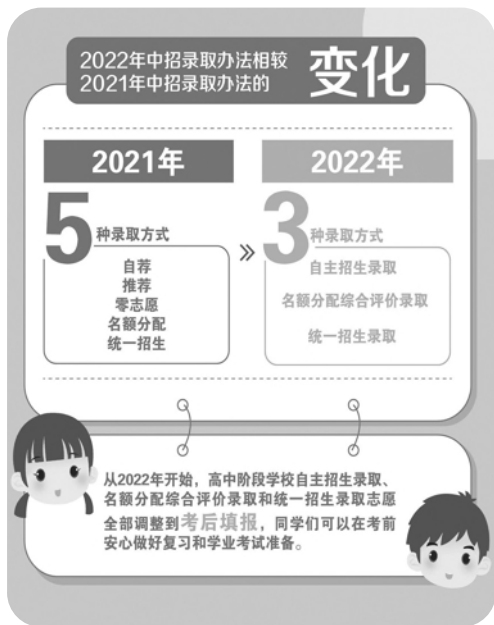 2022年中招录取办法相较
2021年中招录取办法的
变化
2021年
5种录取方式
自荐
推荐
零志愿
名额分配
统一招生
»
2022年
3种录取方式
自主招生录取
名额分配综合评价录取
统一招生录取
从2022年开始，高中阶段学校自主招生录取、
名额分配综合评价录取和统一招生录取志愿
全部调整到考后填报，同学们可以在考前
安心做好复习和学业考试准备。